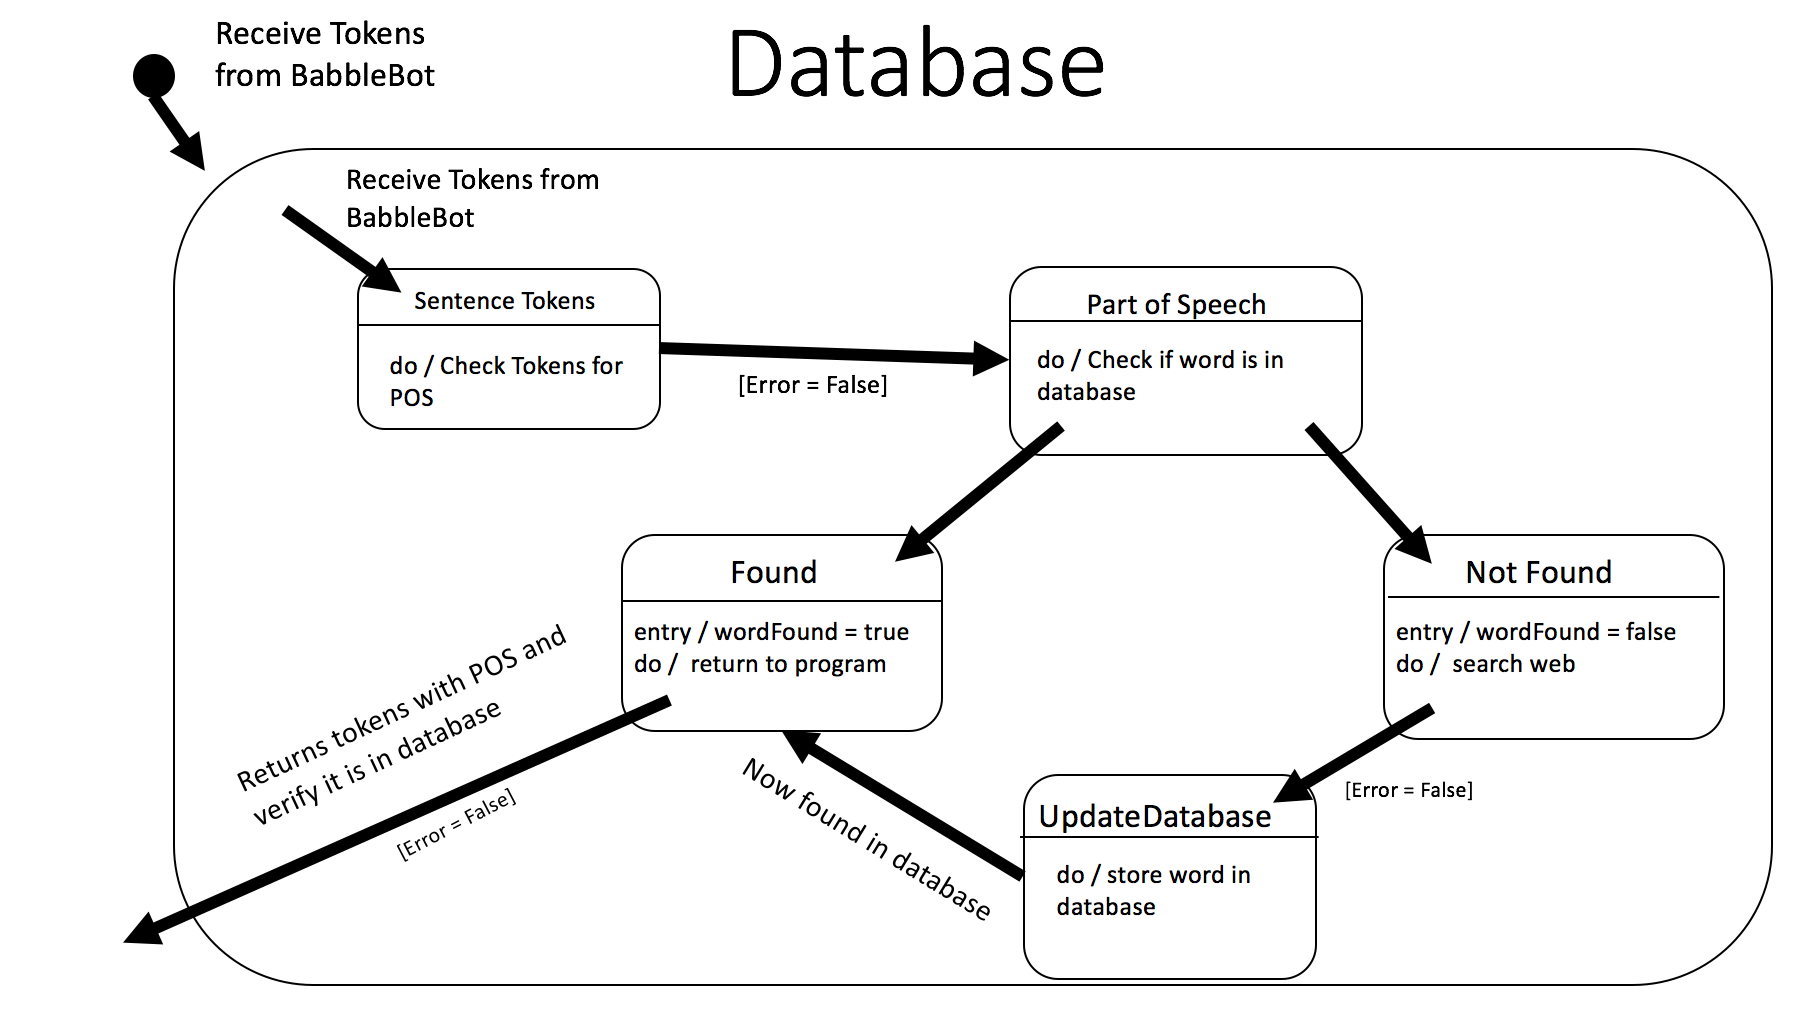 Receive Tokens
from BabbleBot
Database
Receive Tokens from
BabbleBot
Sentence Tokens
do / Check Tokens for
POS
[Error = False]
Part of Speech
do / Check if word is in
database
Found
entry / wordFound = true
do /  return to program
Not Found
entry / wordFound = false
do /  search web
Returns tokens with POS and
verify it is in database
[Error = False]
Now found in database
[Error = False]
UpdateDatabase
do / store word in
database